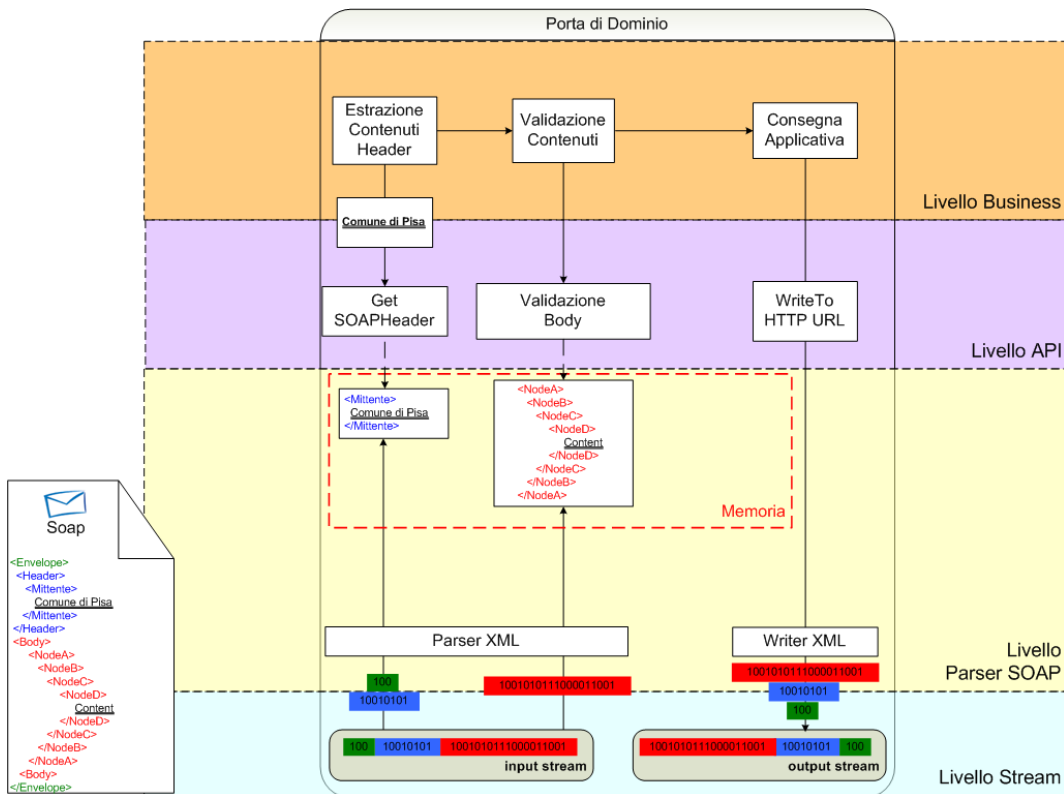 Porta di Dominio
Estrazione
Contenuti
Header
Validazione
Contenuti
Consegna
Applicativa
Livello Business
Comune di Pisa
Get
SOAPHeader
Validazione
Body
WriteTo
HTTP URL
Livello API
<Mittente>
Comune di Pisa
</Mittente>
<NodeA>
<NodeB>
<NodeC>
<NodeD>
Content
</NodeD>
</NodeC>
</NodeB>
</NodeA>
Memoria
Soap
<Envelope>
<Header>
<Mittente>
Comune di Pisa
</Mittente>
</Header>
<Body>
<NodeA>
<NodeB>
<NodeC>
<NodeD>
Content
</NodeD>
</NodeC>
</NodeB>
</NodeA>
<Body>
</Envelope>
Parser XML
Writer XML
Livello
Parser SOAP
100
10010101
1001010111000011001
1001010111000011001
10010101
100
100 10010101 1001010111000011001
input stream
1001010111000011001 10010101 100
output stream
Livello Stream